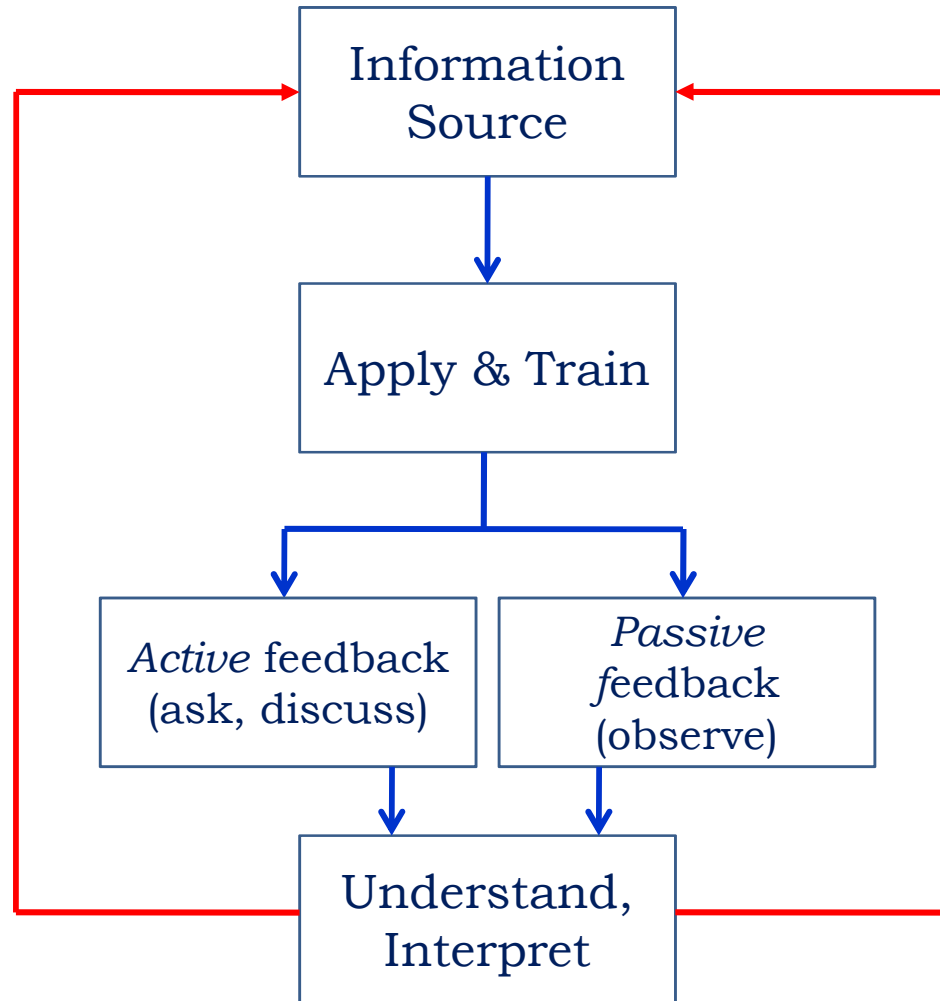 Information
Source
Apply & Train
Active feedback
(ask, discuss)
Passive
feedback
(observe)
Understand,
Interpret